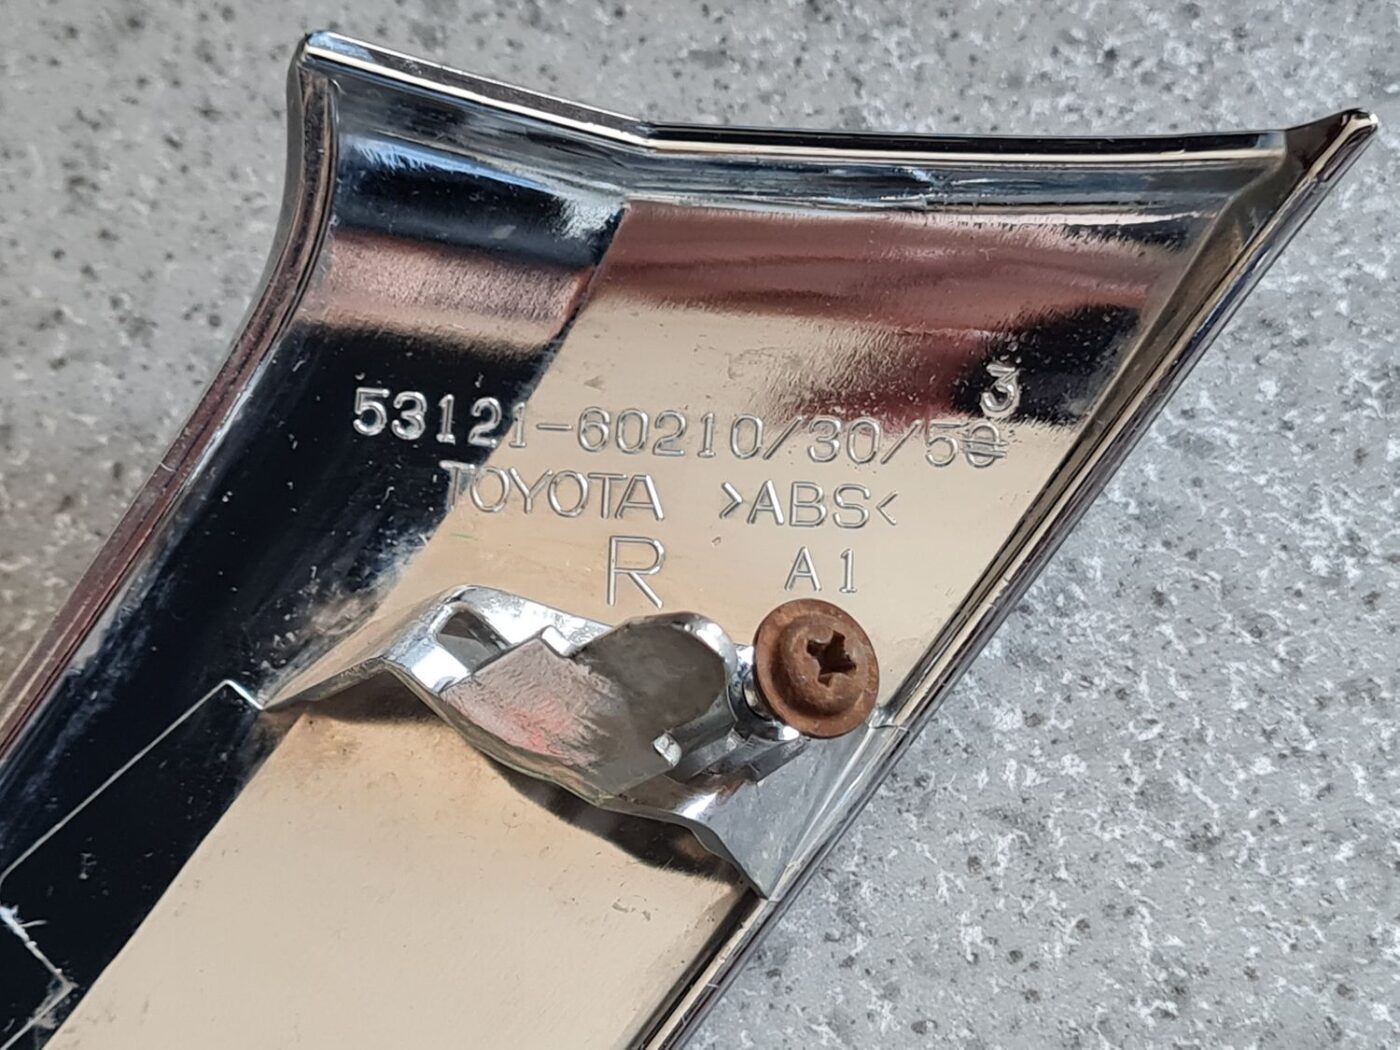 3
53121-60210/30/50
TOYOTA >ABS<
R A1